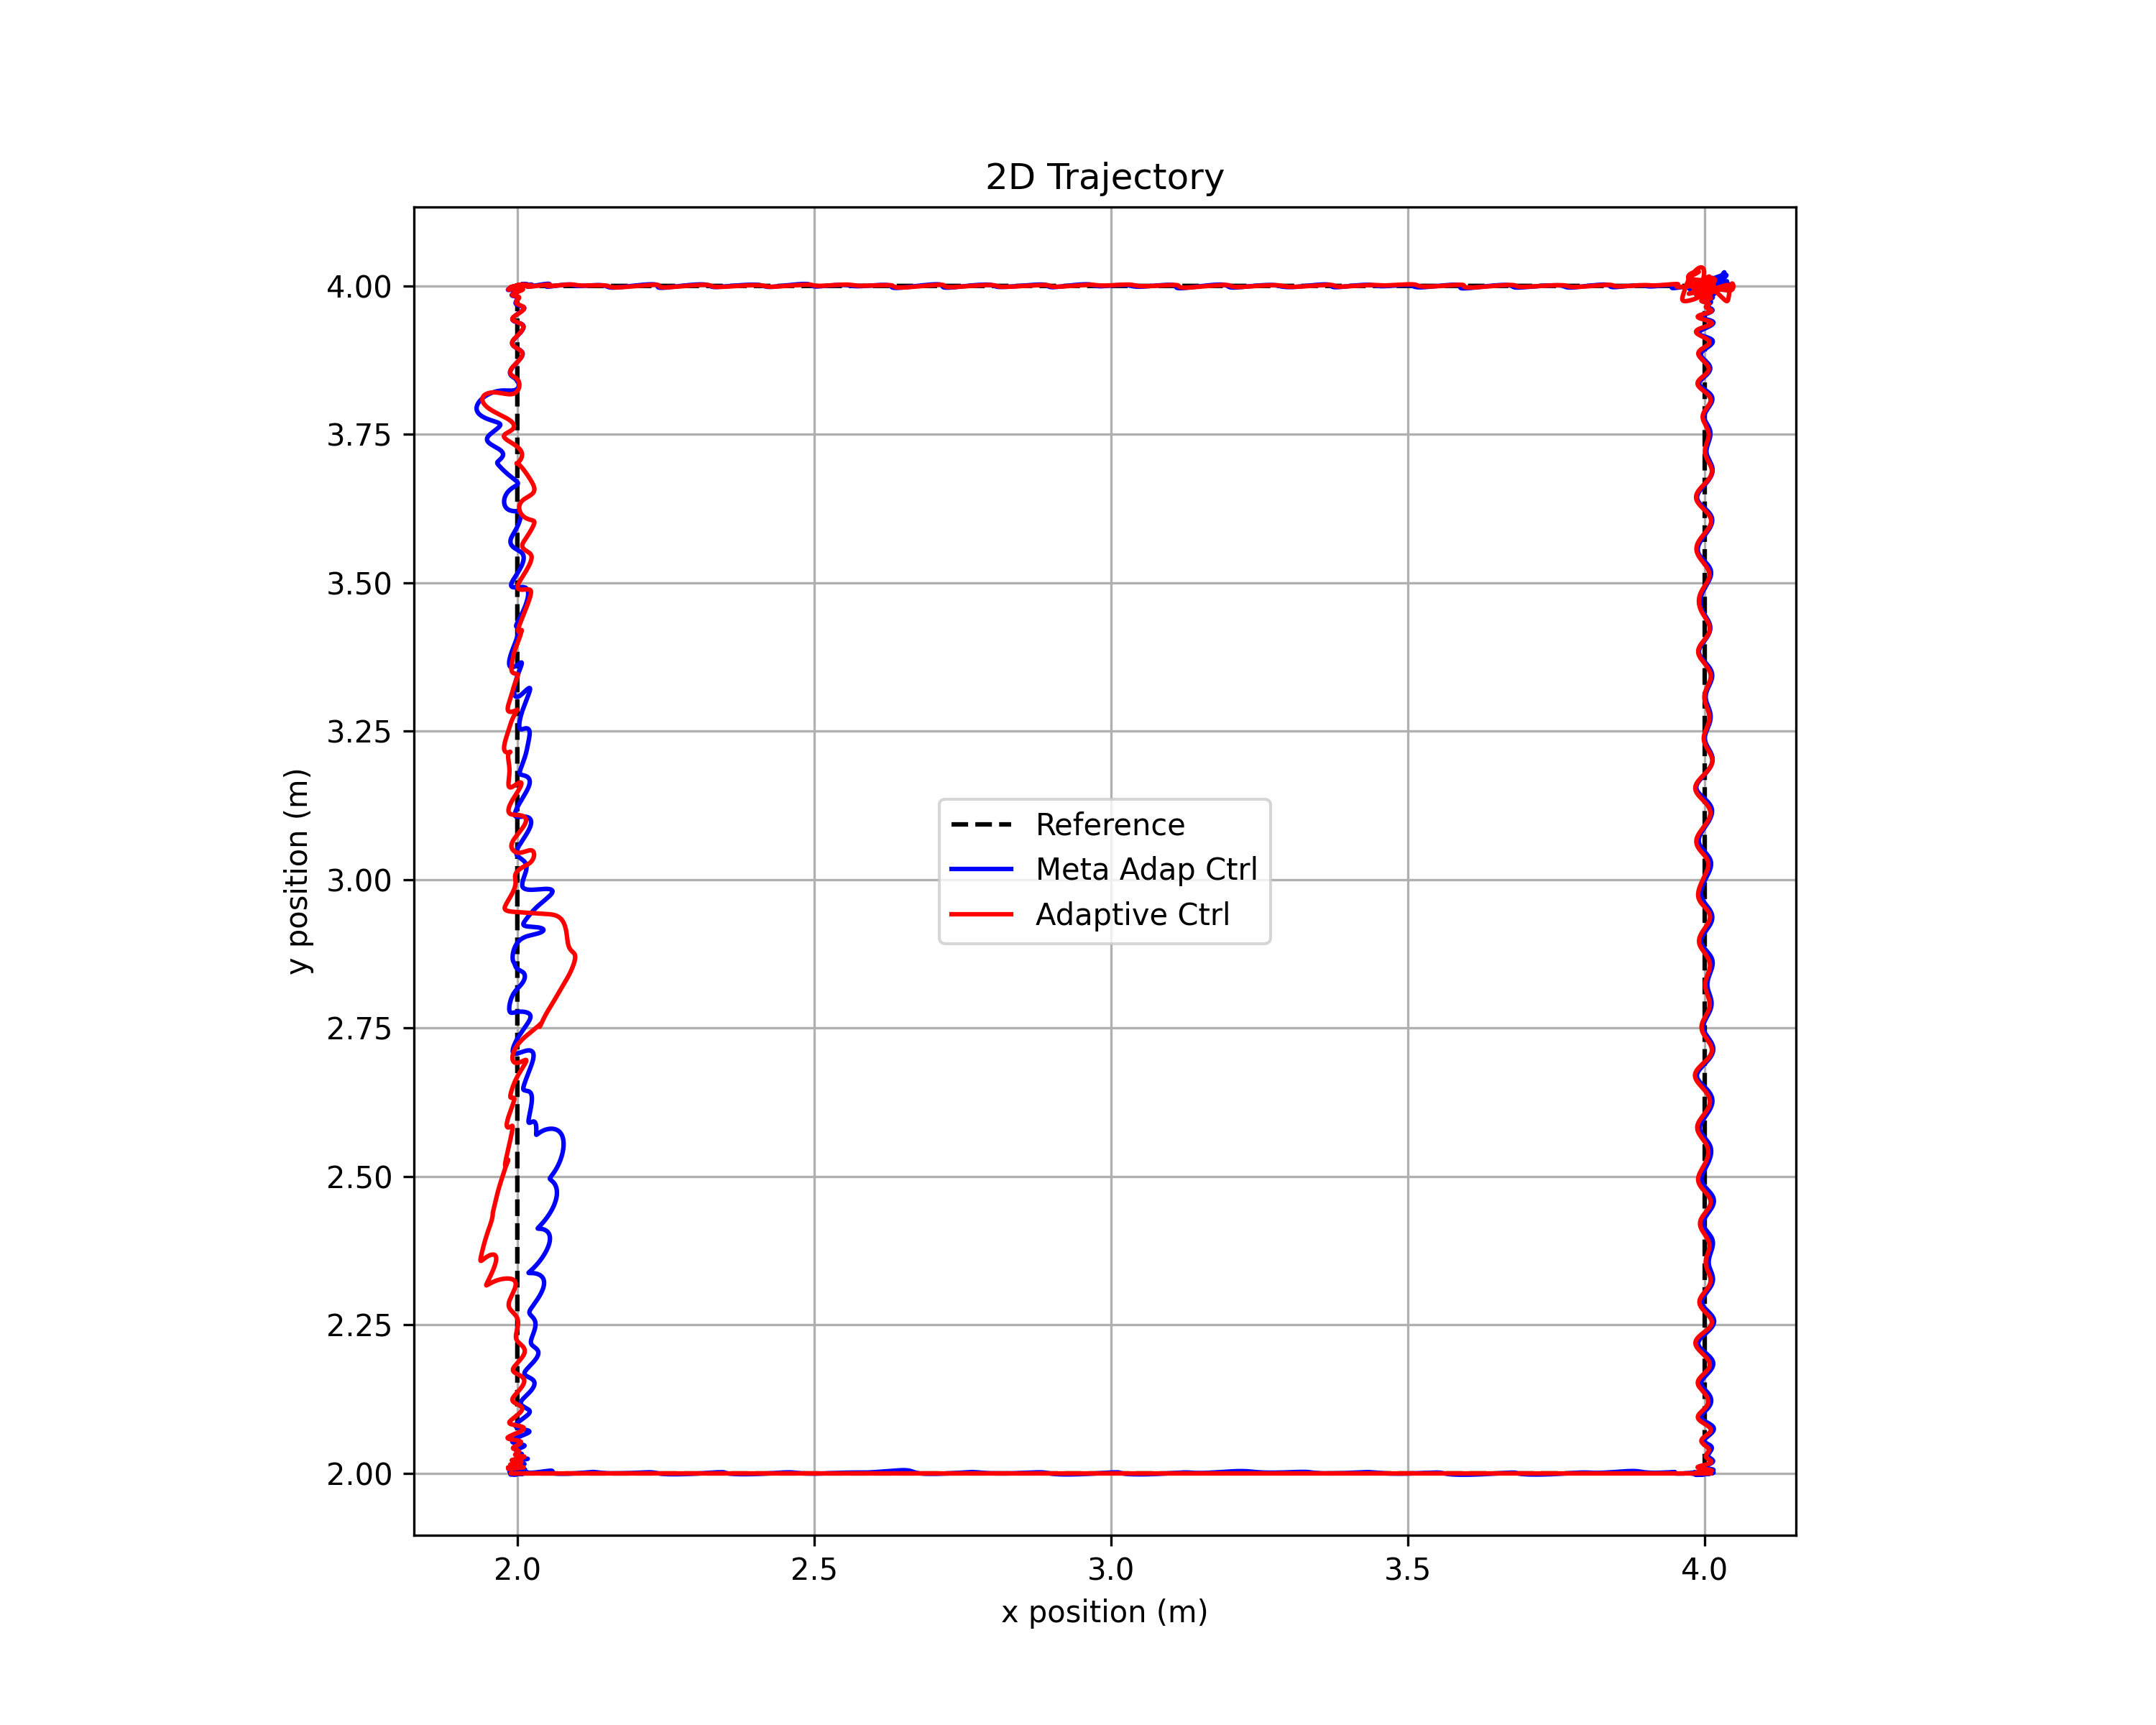 2D Trajectory
4.00
3.75
3.50
3.25
3.00
2.75
2.50
2.25
2.00
y position (m)
Reference
Meta Adap Ctrl
Adaptive Ctrl
2.0 2.5 3.0 3.5 4.0
x position (m)